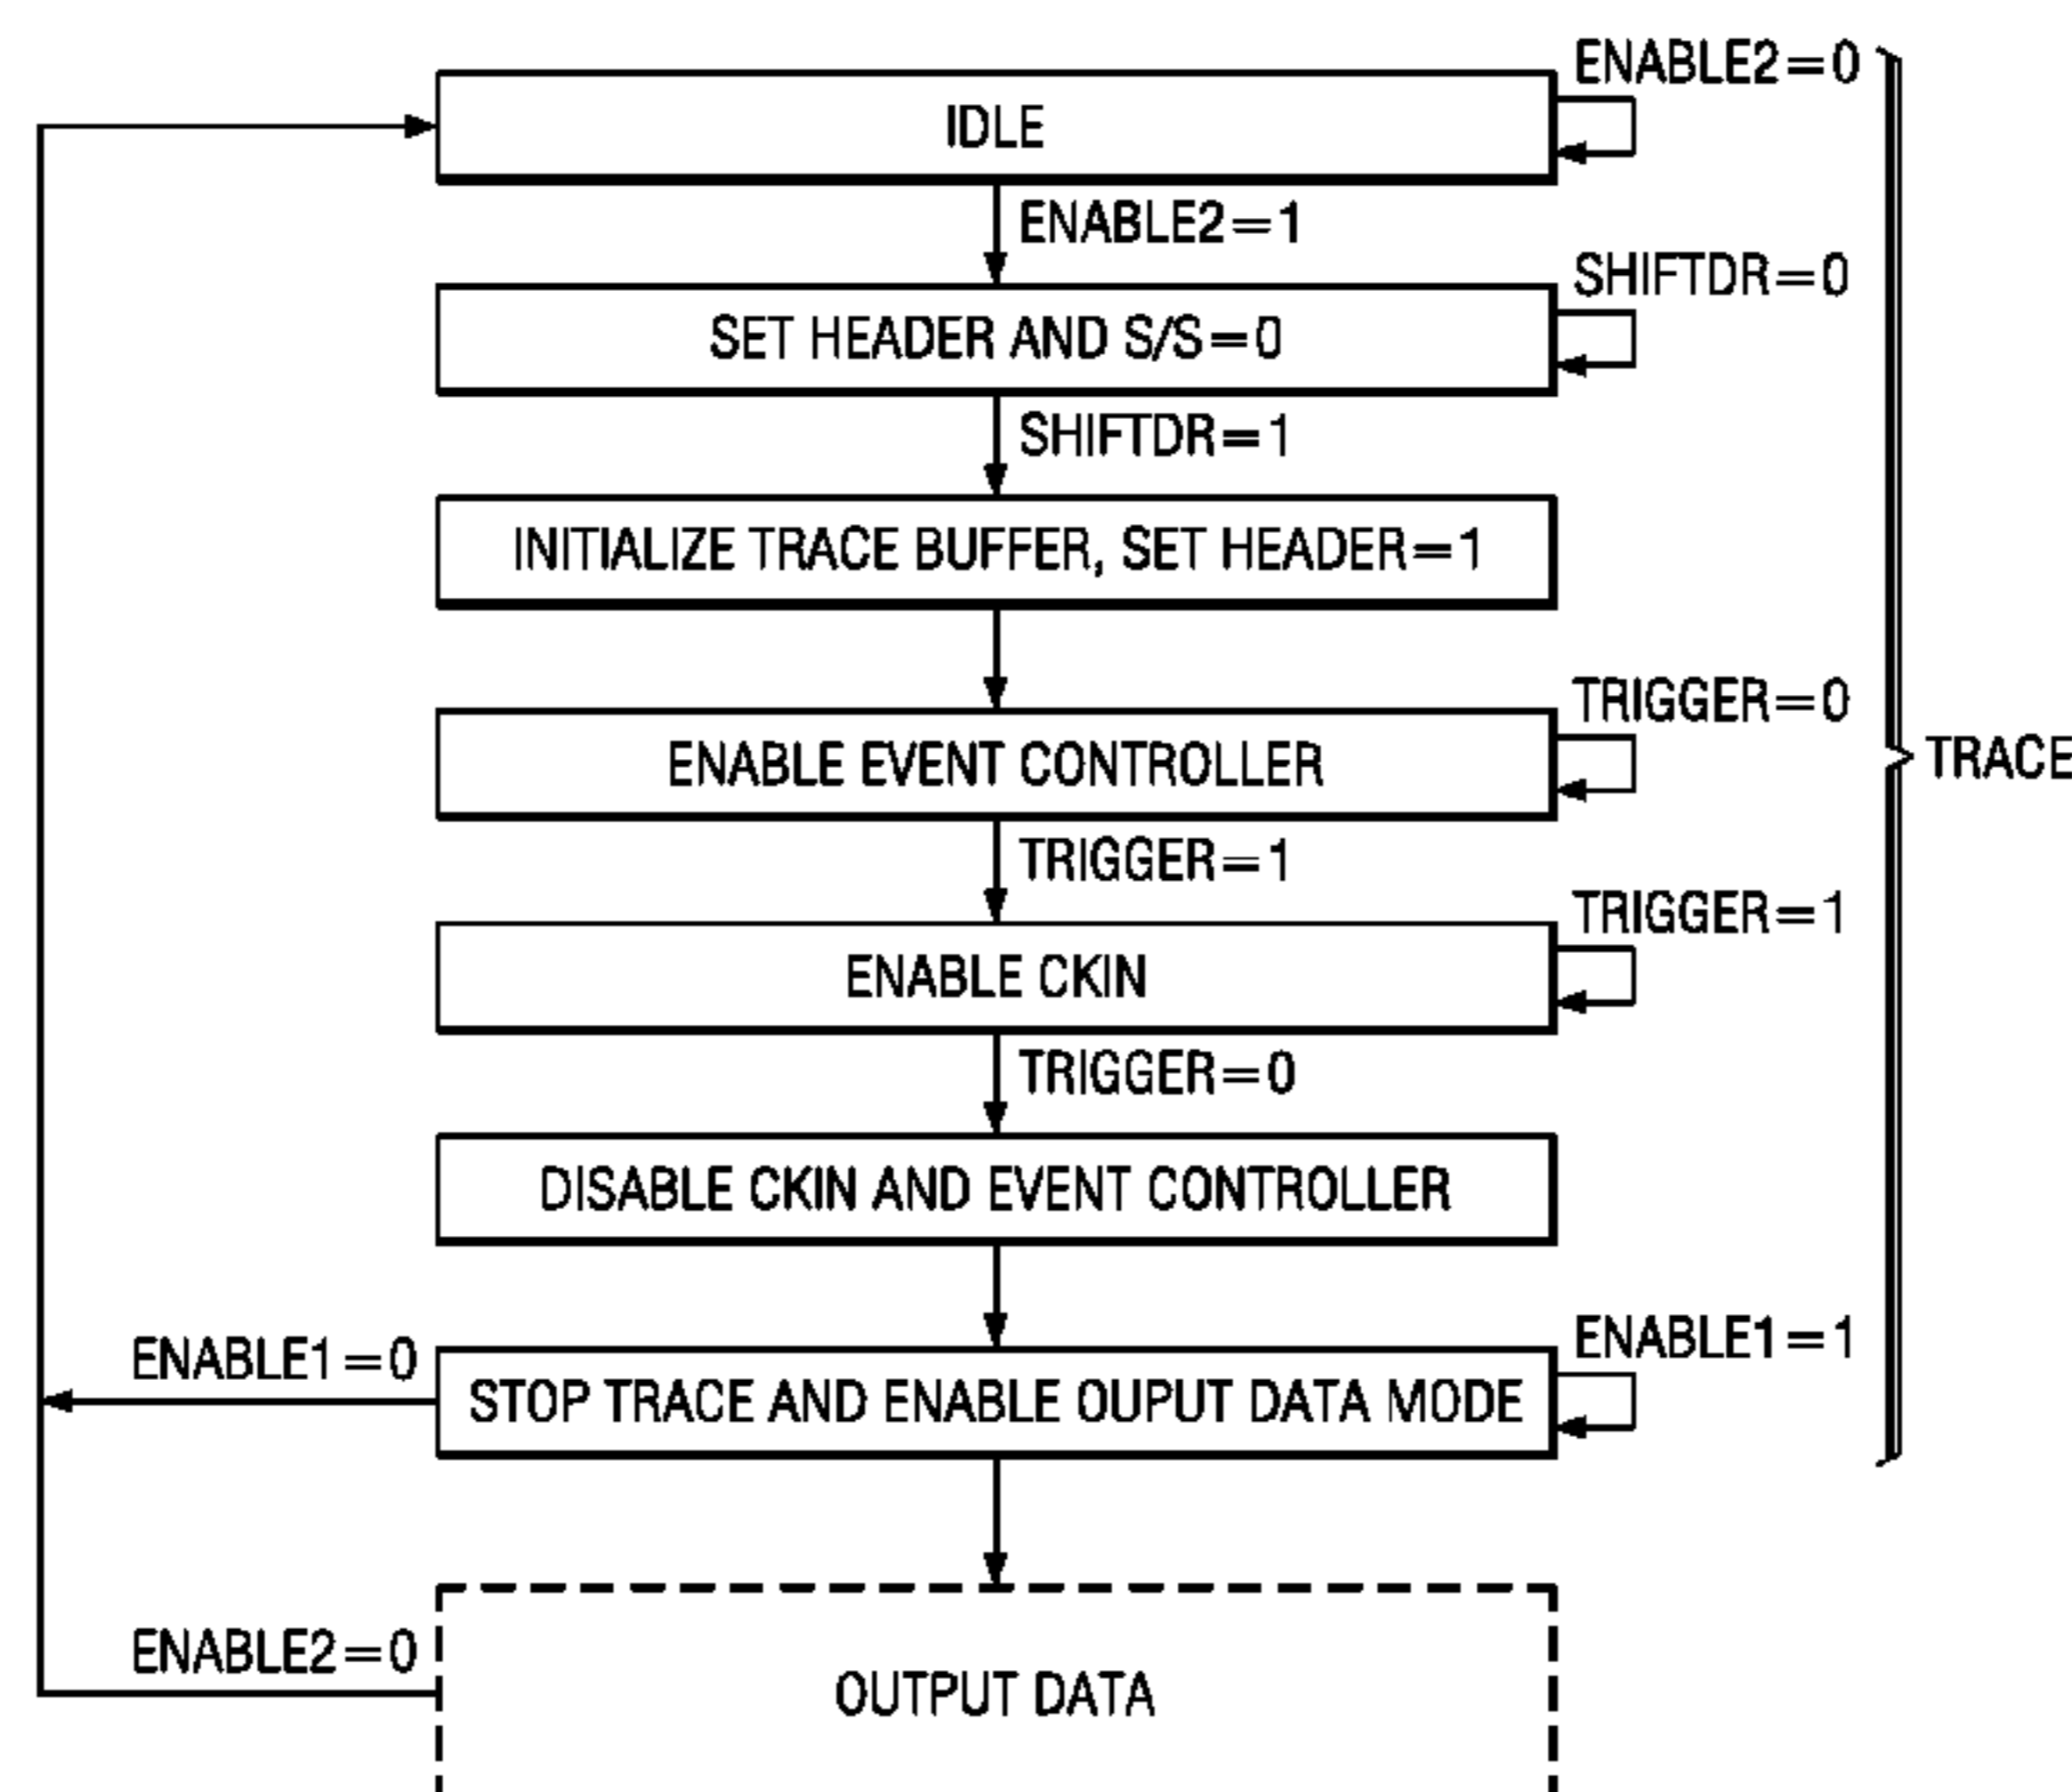 ENABLE2=0
IDLE
ENABLE2=1
SHIFTDR=0
SET HEADER AND S/S=0
SHIFTDR=1
INITIALIZE TRACE BUFFER, SET HEADER=1
TRIGGER=0
ENABLE EVENT CONTROLLER
TRACE
TRIGGER=1
TRIGGER=1
ENABLE CKIN
TRIGGER=0
DISABLE CKIN AND EVENT CONTROLLER
ENABLE1=0
ENABLE1=1
STOP TRACE AND ENABLE OUPUT DATA MODE
ENABLE2=0
OUTPUT DATA